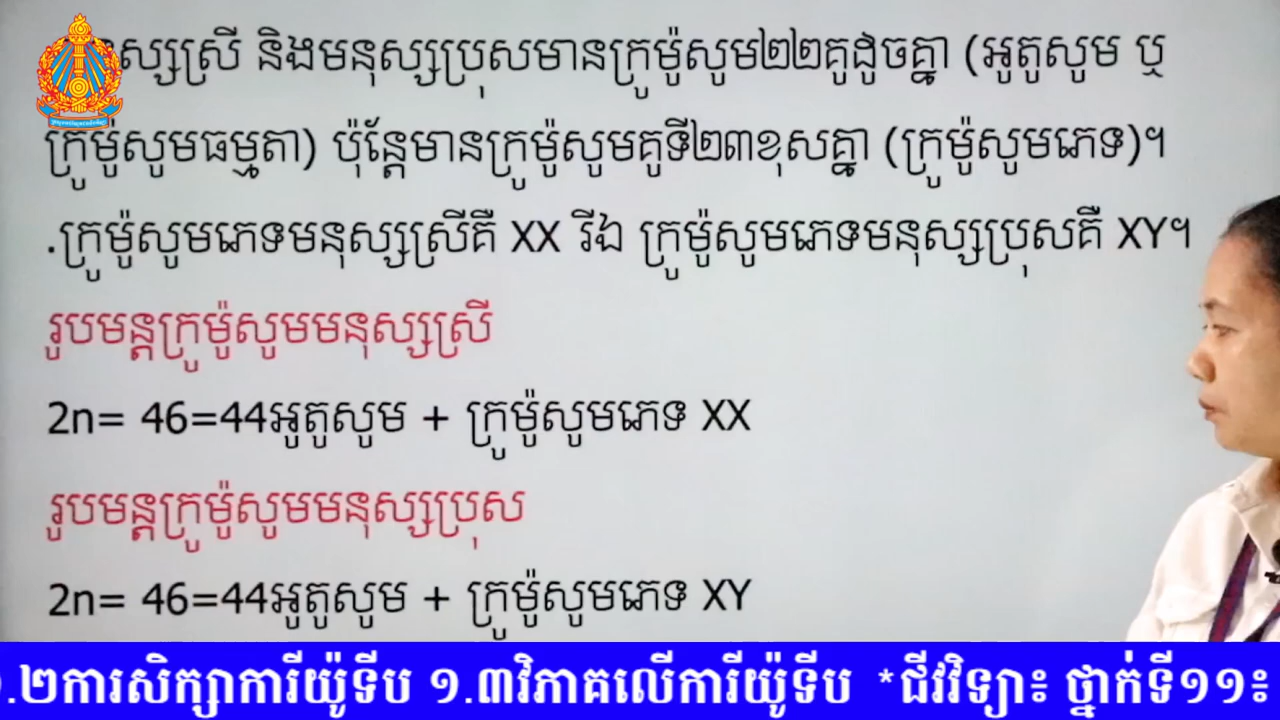 ស្សស្រី និងមនុស្សប្រុសមានក្រូម៉ូសូម២២គូដូចគ្នា (អូតូសូម ឬ
ក្រូម៉ូសូមធម្មតា) ប៉ុន្តែមានក្រូម៉ូសូមគូទី២៣ខុសគ្នា (ក្រូម៉ូសូមភេទ)។
.ក្រូម៉ូសូមភេទមនុស្សស្រីគឺ XX រីឯ ក្រូម៉ូសូមភេទមនុស្សប្រុសគឺ XY។
រូបមន្តក្រូម៉ូសូមមនុស្សស្រី
2n= 46=44អូតូសូម + ក្រូម៉ូសូមភេទ XX
រូបមន្តក្រូម៉ូសូមមនុស្សប្រុស
2n= 46=44អូតូសូម + ក្រូម៉ូសូមភេទ XY
.២ការសិក្សាការីយ៉ូទីប ១.៣វិភាគលើការីយ៉ូទីប *ជីវវិទ្យា៖ ថ្នាក់ទី១១៖